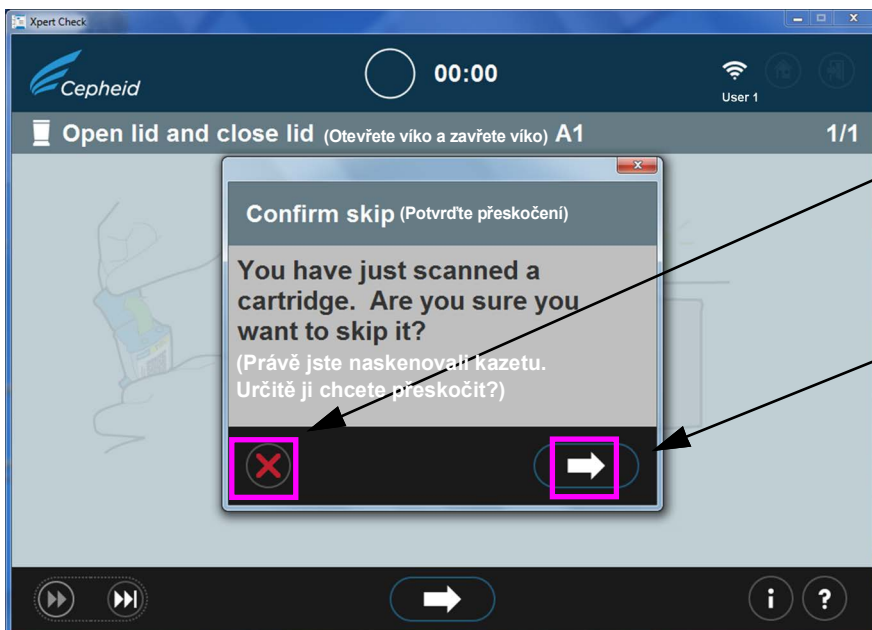 Xpert Check
Cepheid
00:00
User 1
Open lid and close lid (Otevřete víko a zavřete víko) A1 1/1
Confirm skip (Potvrďte přeskočení)
You have just scanned a
cartridge. Are you sure you
want to skip it?
(Právě jste naskenovali kazetu.
Určitě ji chcete přeskočit?)
i ?